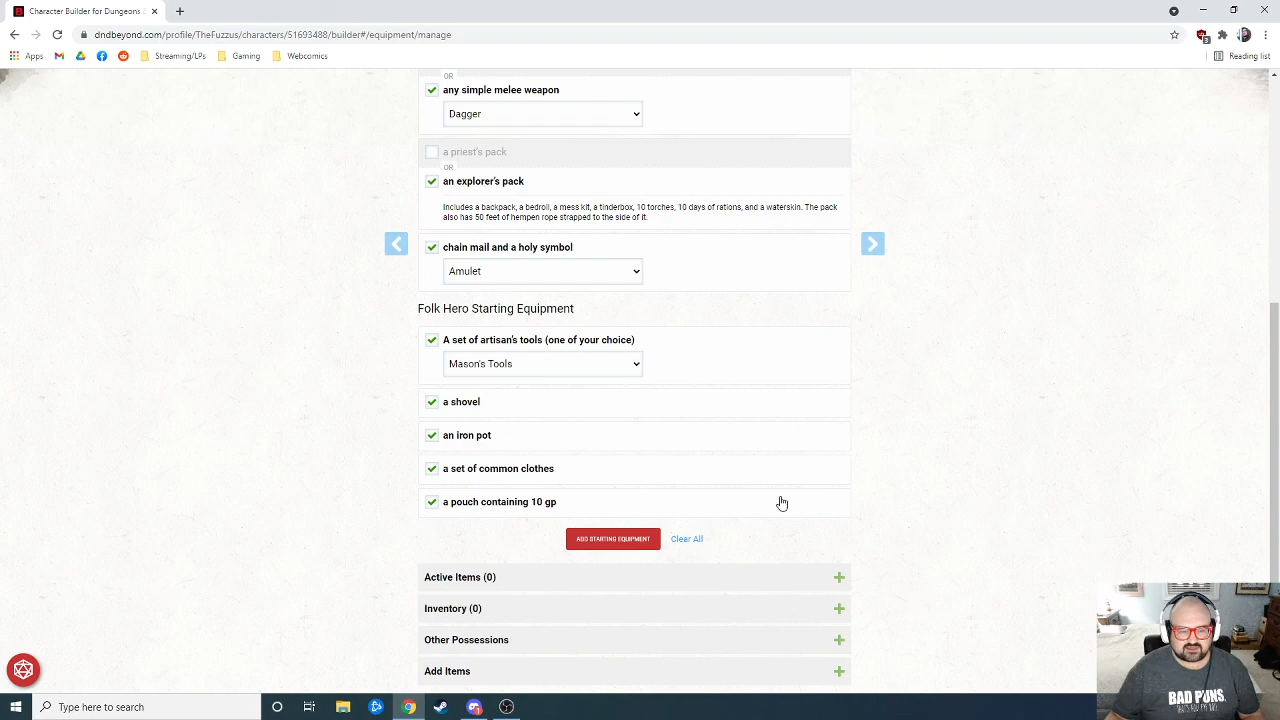 Character Builder for Dungeons &
dndbeyond.com/profile/TheFuzzus/characters/51693488/builder#/equipment/manage
3
Apps
Streaming/LPs
Gaming
Webcomics
Reading list
OR
any simple melee weapon
Dagger
a priest's pack
OR
an explorer's pack
Includes a backpack, a bedroll, a mess kit, a tinderbox, 10 torches, 10 days of rations, and a waterskin. The pack
also has 50 feet of hempen rope strapped to the side of it.
chain mail and a holy symbol
Amulet
Folk Hero Starting Equipment
A set of artisan's tools (one of your choice)
Mason's Tools
a shovel
an iron pot
a set of common clothes
a pouch containing 10 gp
ADD STARTING EQUIPMENT
Clear All
Active Items (0)
Inventory (0)
Other Possessions
Add Items
BAD PUNS.
Type here to search